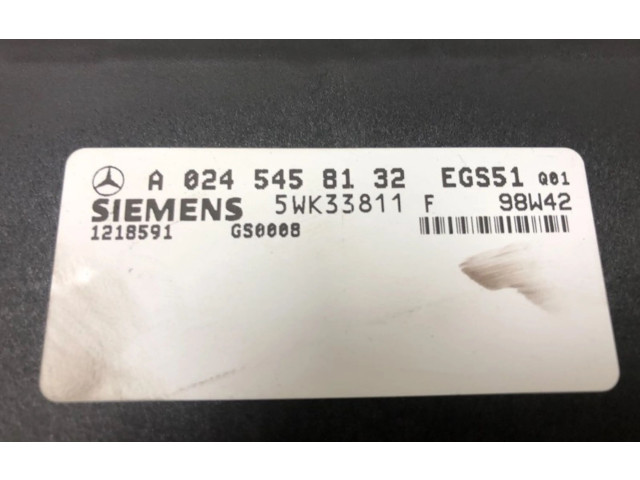 A 024 545 81 32 EGS51 Q01
SIEMENS 5WK33811 F 98W42
1218591 GS0008